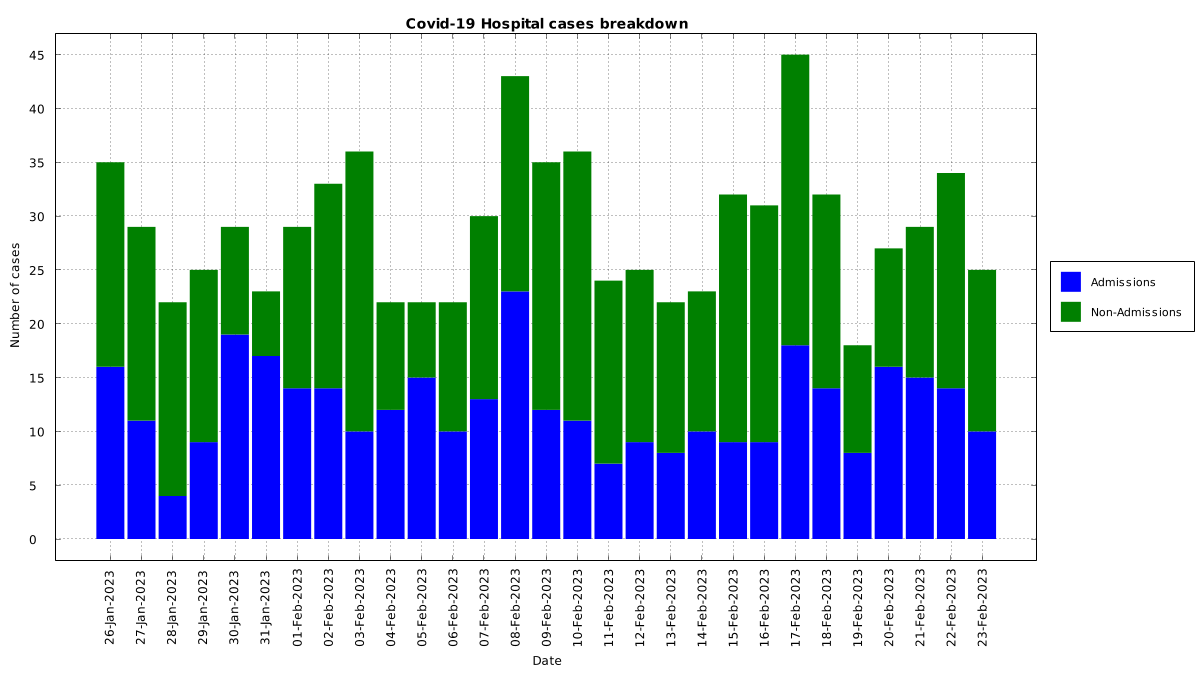 Covid-19 Hospital cases breakdown
45
40
35
30
25
20
15
10
5
0
Number of cases
26-Jan-2023
27-Jan-2023
28-Jan-2023
29-Jan-2023
30-Jan-2023
31-Jan-2023
01-Feb-2023
02-Feb-2023
03-Feb-2023
04-Feb-2023
05-Feb-2023
06-Feb-2023
07-Feb-2023
08-Feb-2023
09-Feb-2023
10-Feb-2023
11-Feb-2023
12-Feb-2023
13-Feb-2023
14-Feb-2023
15-Feb-2023
16-Feb-2023
17-Feb-2023
18-Feb-2023
19-Feb-2023
20-Feb-2023
21-Feb-2023
22-Feb-2023
23-Feb-2023
Date
Admissions
Non-Admissions